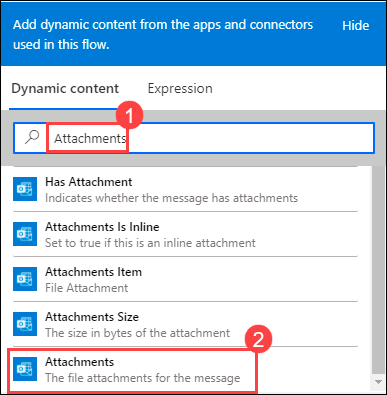 Add dynamic content from the apps and connectors
used in this flow.
Hide
Dynamic content
Expression
1
Attachments
Has Attachment
Indicates whether the message has attachments
Attachments Is Inline
Set to true if this is an inline attachment
Attachments Item
File Attachment
Attachments Size
The size in bytes of the attachment
2
Attachments
The file attachments for the message